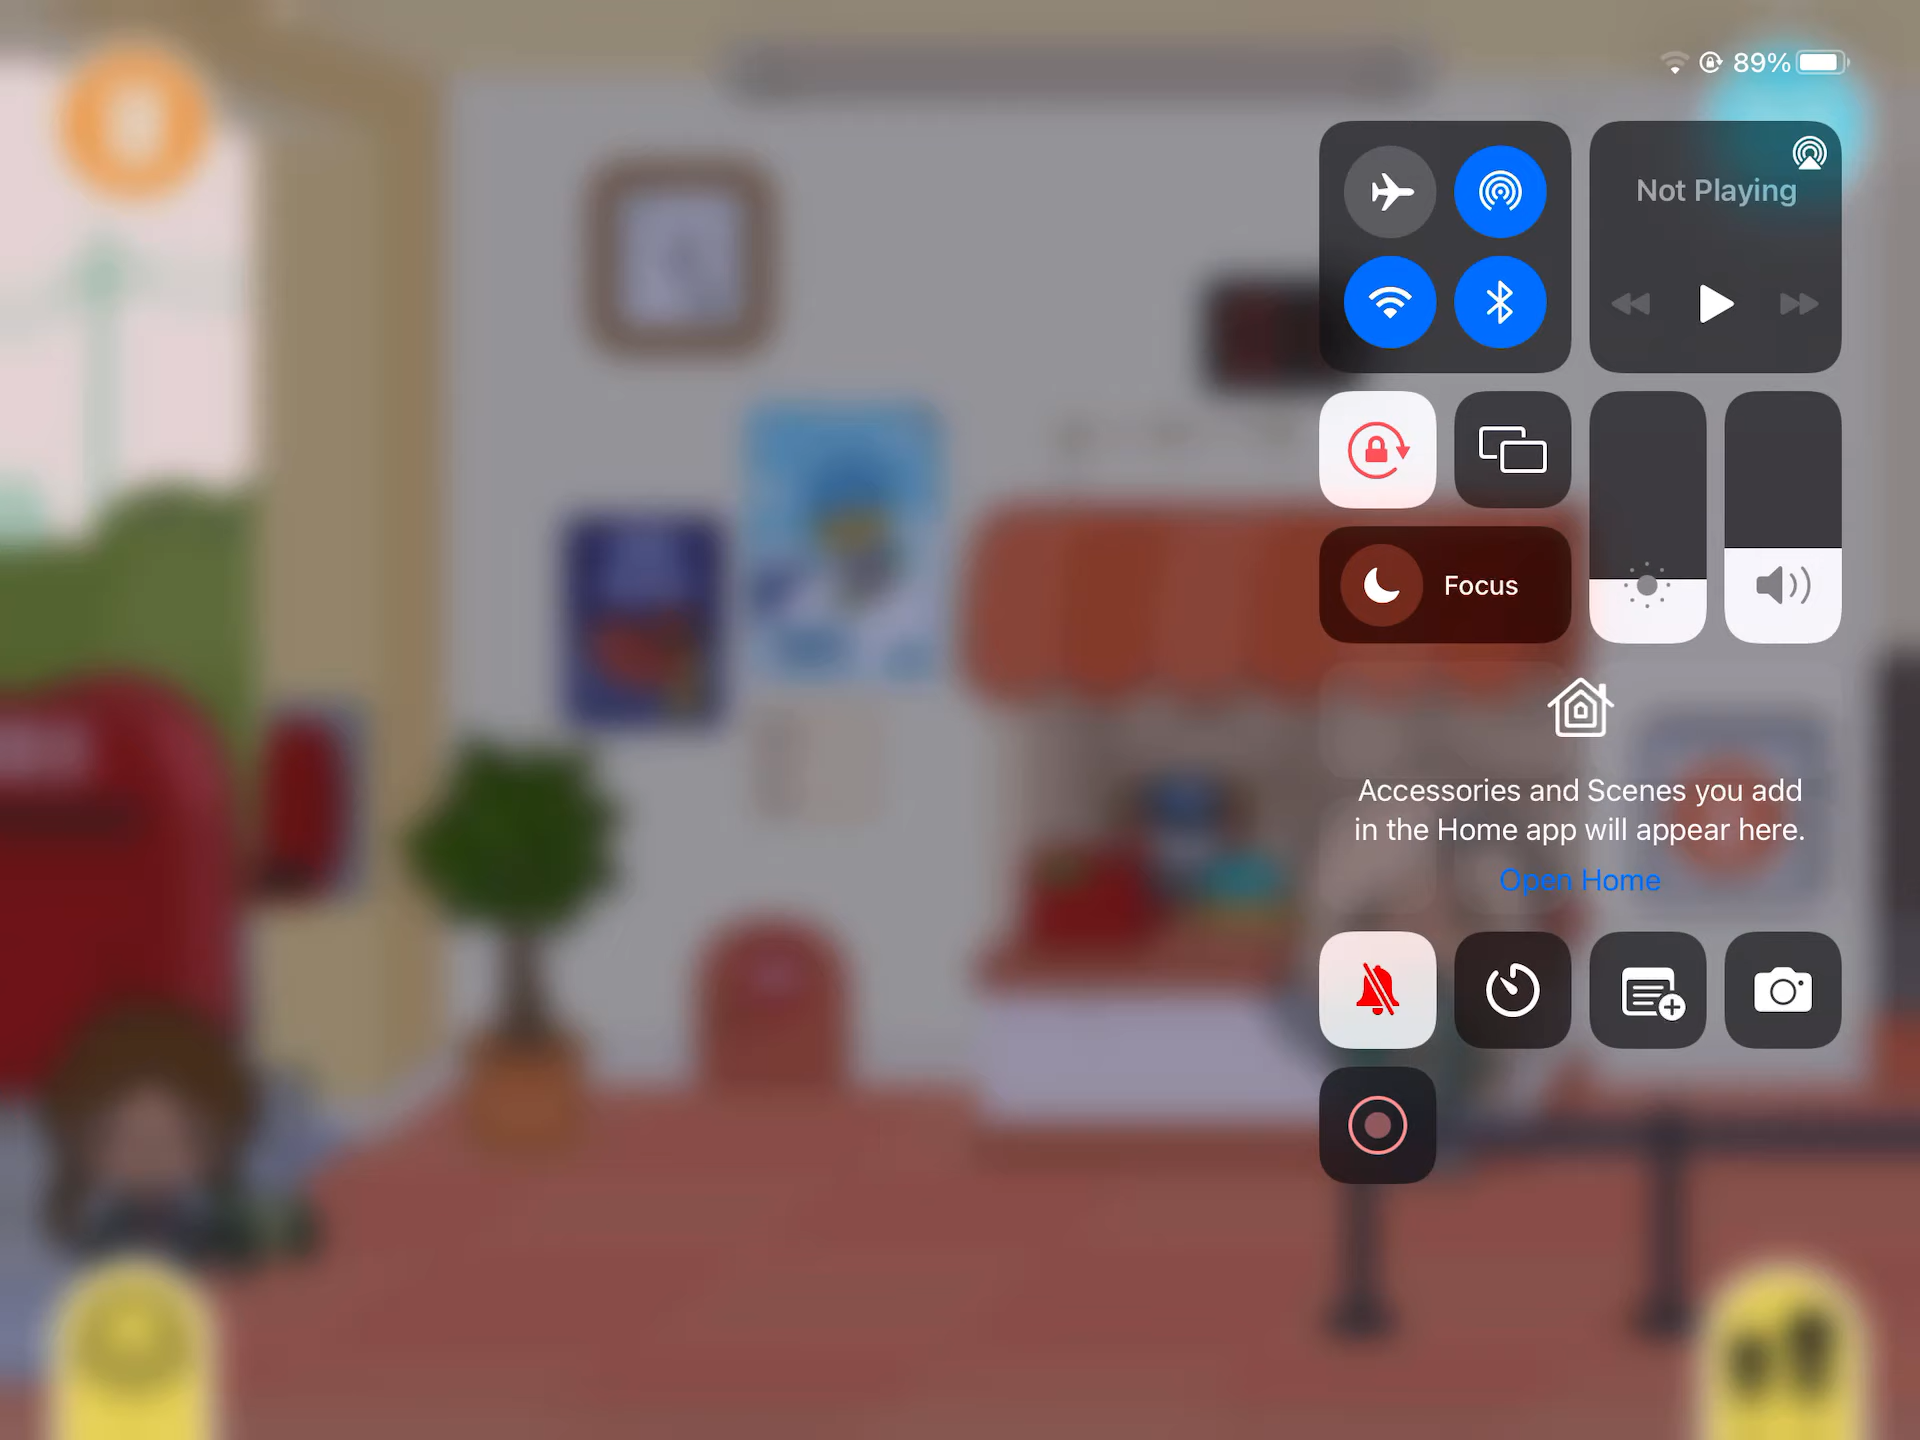 89%
Not Playing
Focus
Accessories and Scenes you add
in the Home app will appear here.
Open Home